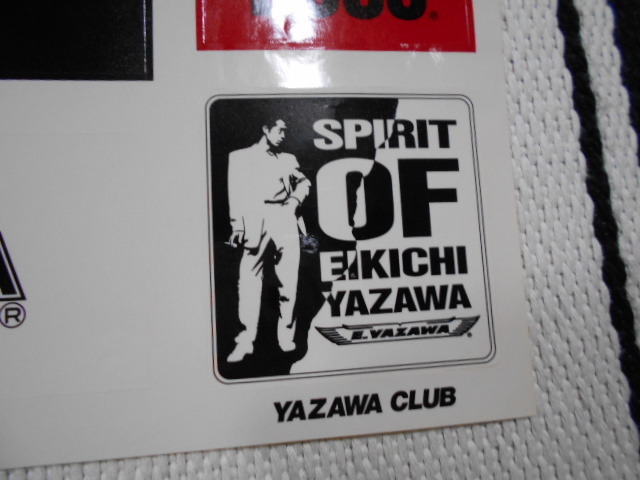 ®
SPIRIT
OF
EIKICHI
YAZAWA
E.YAZAWA®
®
YAZAWA CLUB